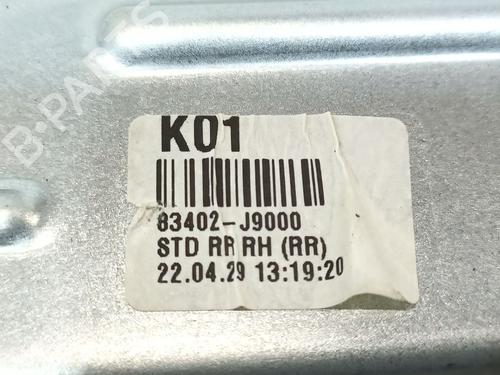 B-PARTS
K01
83402-J9000
STD RR RH (RR)
22.04.29 13:19:20